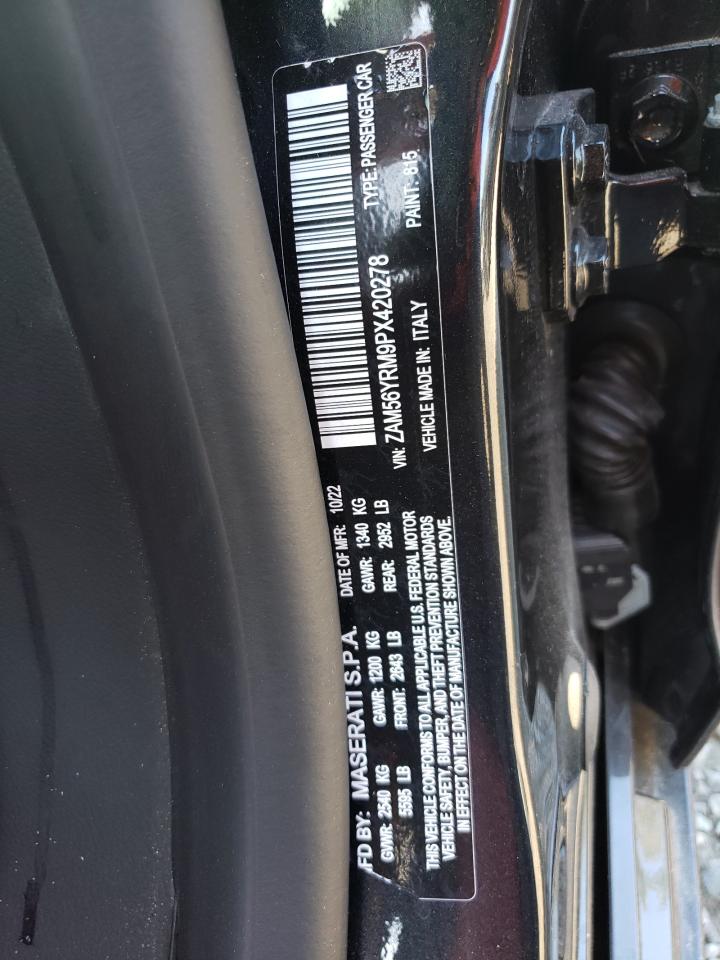 FD BY: MASERATI S.P.A. DATE OF MFR: 10/22
GVWR: 2540 KG GAWR: 1200 KG GAWR: 1340 KG
5595 LB FRONT: 2643 LB REAR: 2952 LB
THIS VEHICLE CONFORMS TO ALL APPLICABLE U.S. FEDERAL MOTOR
VEHICLE SAFETY, BUMPER, AND THEFT PREVENTION STANDARDS
IN EFFECT ON THE DATE OF MANUFACTURE SHOWN ABOVE.
TYPE: PASSENGER CAR
VIN: ZAM56YRM9PX420278
VEHICLE MADE IN: ITALY PAINT: 815